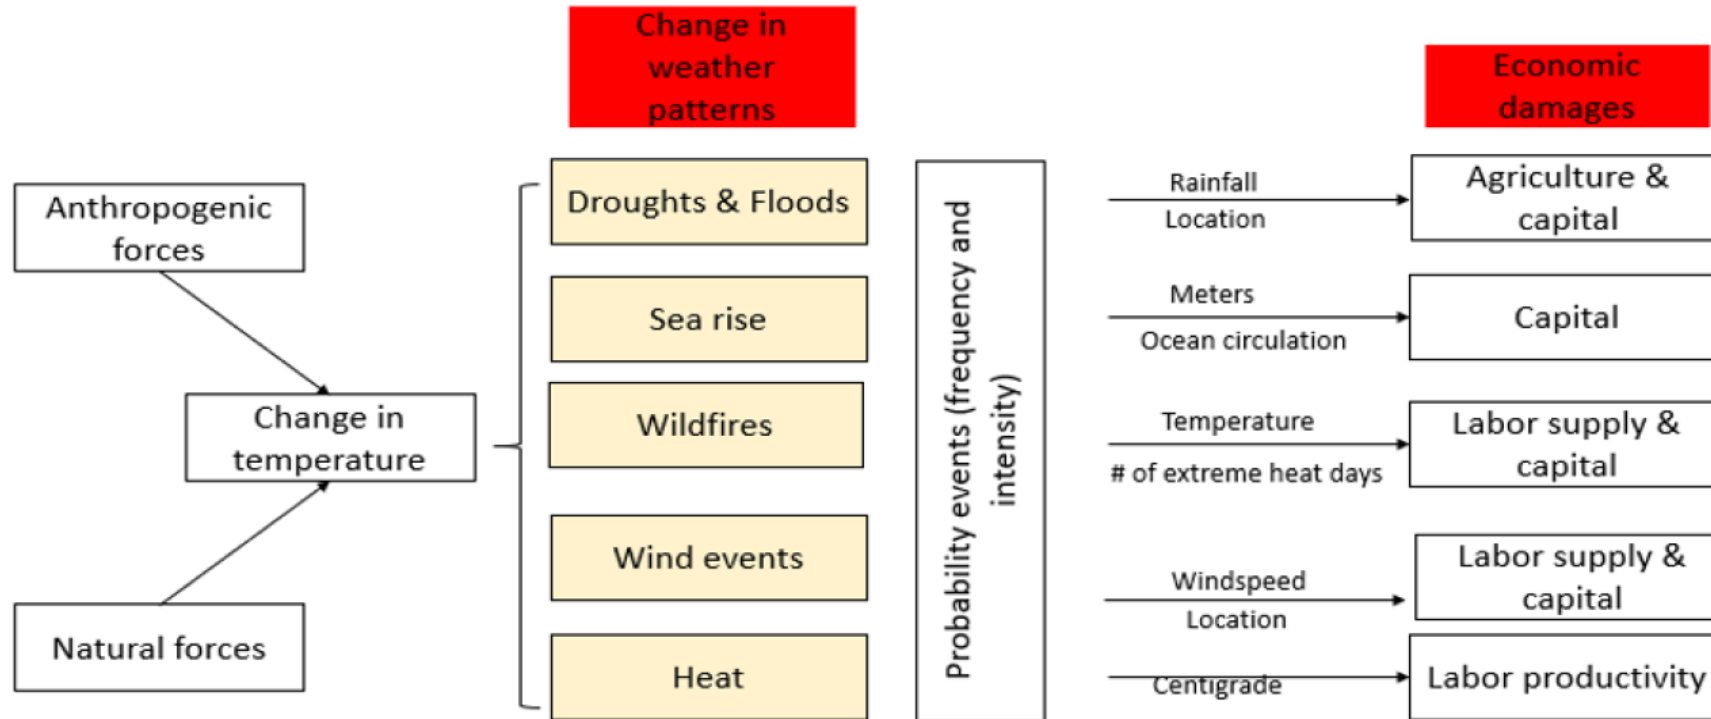 Change in
weather
patterns
Economic
damages
Anthropogenic
forces
Change in
temperature
Natural forces
Droughts & Floods
Sea rise
Wildfires
Wind events
Heat
Probability events (frequency and
intensity)
Rainfall
Location
Agriculture &
capital
Meters
Ocean circulation
Capital
Temperature
# of extreme heat days
Labor supply &
capital
Windspeed
Location
Labor supply &
capital
Centigrade
Labor productivity